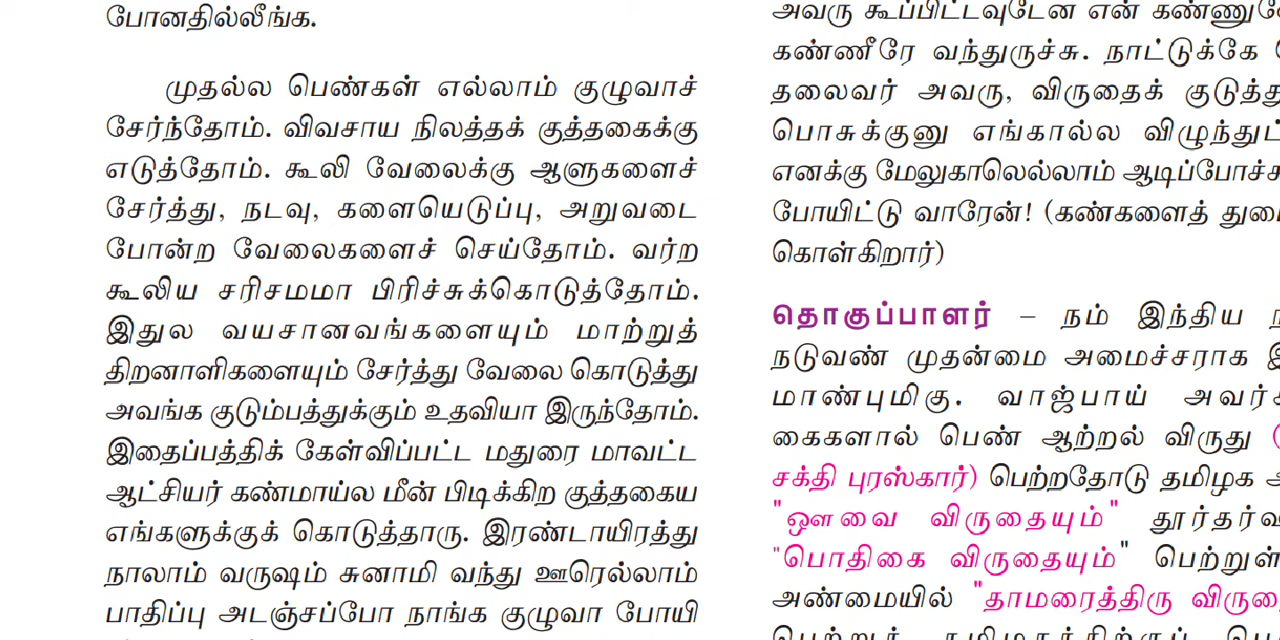 போனதில்லீங்க.
முதல்ல பெண்கள் எல்லாம் குழுவாச்
சேர்ந்தோம். விவசாய நிலத்தக் குத்தகைக்கு
எடுத்தோம். கூலி வேலைக்கு ஆளுகளைச்
சேர்த்து, நடவு, களையெடுப்பு, அறுவடை
போன்ற வேலைகளைச் செய்தோம். வர்ற
கூலிய சரிசமமா பிரிச்சுக்கொடுத்தோம்.
இதுல வயசானவங்களையும் மாற்றுத்
திறனாளிகளையும் சேர்த்து வேலை கொடுத்து
அவங்க குடும்பத்துக்கும் உதவியா இருந்தோம்.
இதைப்பத்திக் கேள்விப்பட்ட மதுரை மாவட்ட
ஆட்சியர் கண்மாய்ல மீன் பிடிக்கிற குத்தகைய
எங்களுக்குக் கொடுத்தாரு. இரண்டாயிரத்து
நாலாம் வருஷம் சுனாமி வந்து ஊரெல்லாம்
பாதிப்பு அடஞ்சப்போ நாங்க குழுவா போயி
அவரு கூப்பிட்டவுடேன என் கண்ணு
கண்ணீரே வந்துருச்சு. நாட்டுக்கே
தலைவர் அவரு, விருதைக் குடுத்து
பொசுக்குனு எங்கால்ல விழுந்துட்
எனக்கு மேலுகாலெல்லாம் ஆடிப்போச்சு
போயிட்டு வாரேன்! (கண்களைத் துடை
கொள்கிறார்)
தொகுப்பாளர் – நம் இந்திய
நடுவண் முதன்மை அமைச்சராக
மாண்புமிகு. வாஜ்பாய் அவர்
கைகளால் பெண் ஆற்றல் விருது (
சக்தி புரஸ்கார்) பெற்றதோடு தமிழக
"ஔவை விருதையும்" தூர்தர்ஷ
"பொதிகை விருதையும்" பெற்றுள்
அண்மையில் "தாமரைத்திரு விருதை